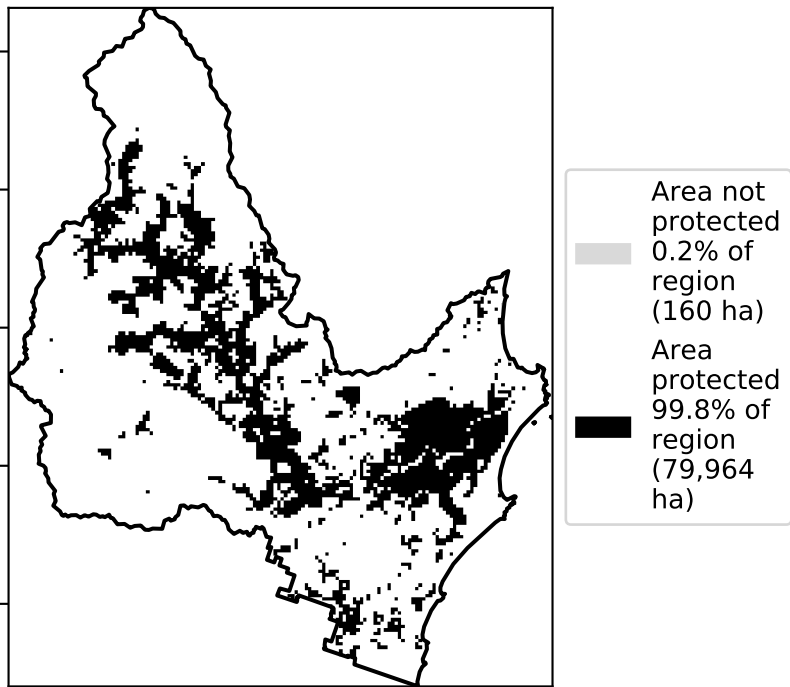 Area not
protected
0.2% of
region
(160 ha)
Area
protected
99.8% of
region
(79,964
ha)